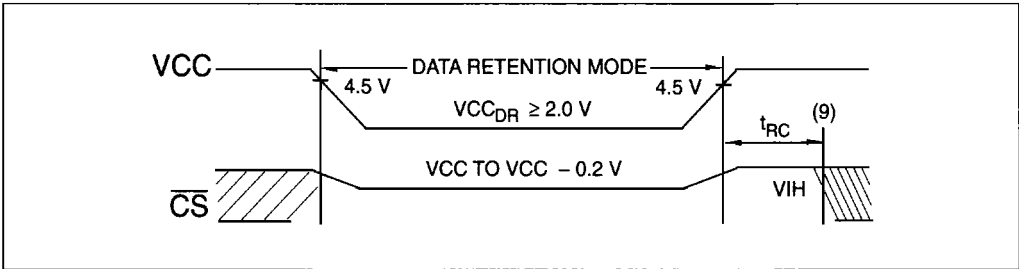 VCC
DATA RETENTION MODE
4.5 V
4.5 V
VCC_DR ≥ 2.0 V
t_RC
(9)
VCC TO VCC – 0.2 V
CS̅
VIH